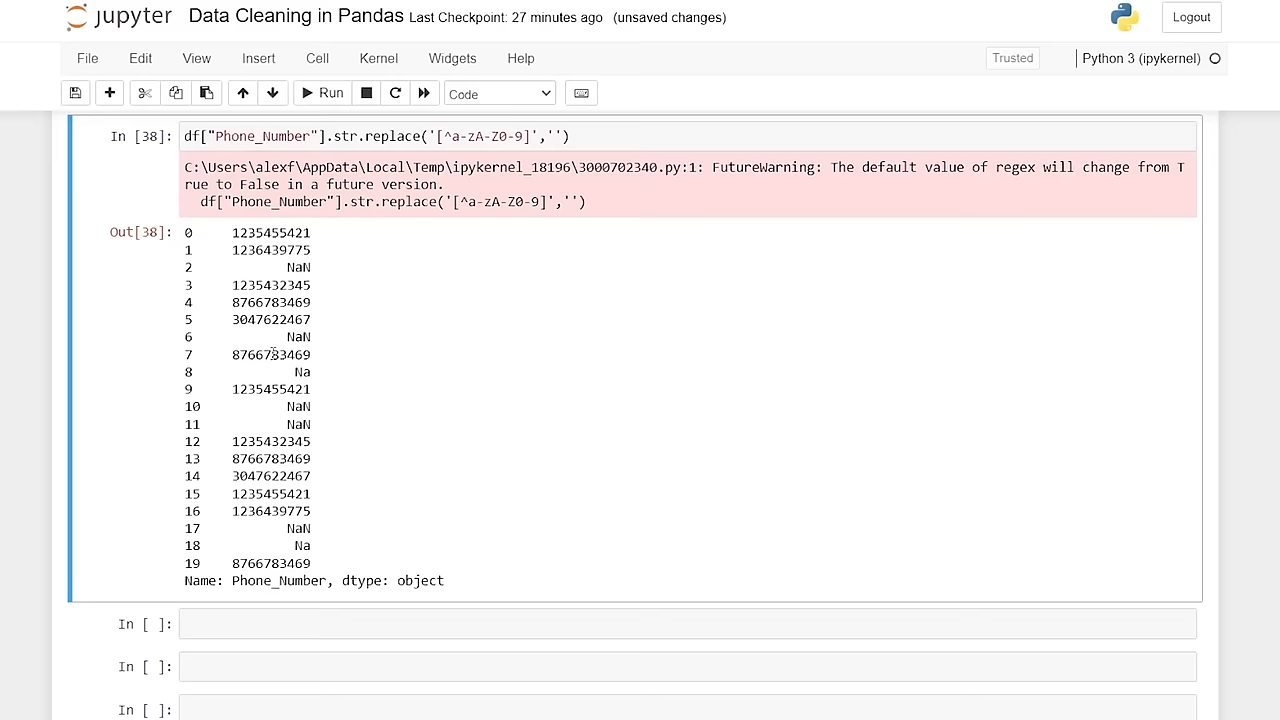 jupyter Data Cleaning in Pandas Last Checkpoint: 27 minutes ago (unsaved changes) Logout
File Edit View Insert Cell Kernel Widgets Help Trusted Python 3 (ipykernel)
Run Code
In [38]: df["Phone_Number"].str.replace('[^a-zA-Z0-9]','')
C:\Users\alexf\AppData\Local\Temp\ipykernel_18196\3000702340.py:1: FutureWarning: The default value of regex will change from T
rue to False in a future version.
df["Phone_Number"].str.replace('[^a-zA-Z0-9]','')
Out[38]: 0 1235455421
1 1236439775
2 NaN
3 1235432345
4 8766783469
5 3047622467
6 NaN
7 8766783469
8 Na
9 1235455421
10 NaN
11 NaN
12 1235432345
13 8766783469
14 3047622467
15 1235455421
16 1236439775
17 NaN
18 Na
19 8766783469
Name: Phone_Number, dtype: object
In [ ]:
In [ ]:
In [ ]: